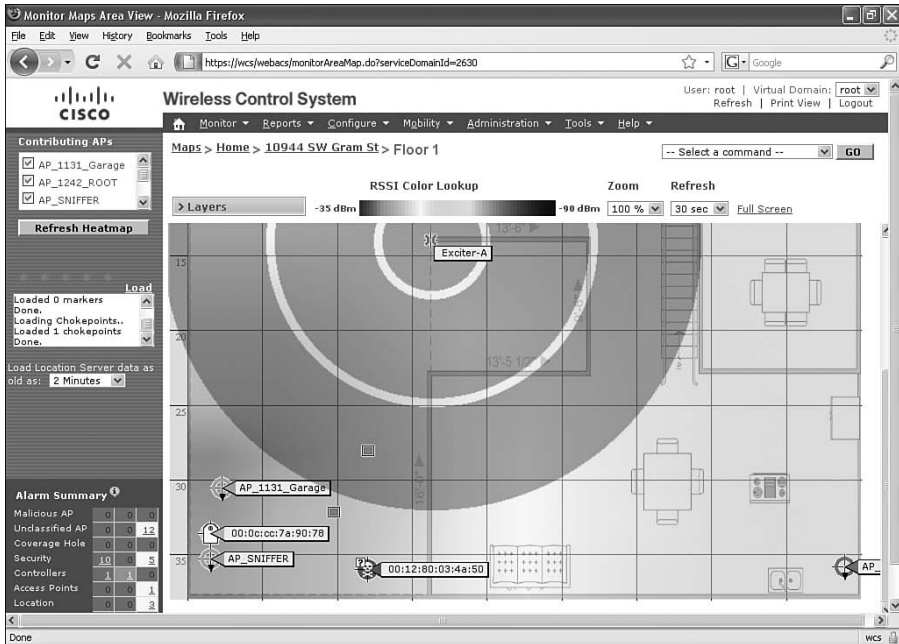 Monitor Maps Area View - Mozilla Firefox
File Edit View History Bookmarks Tools Help
https://wcs/webacs/monitorAreaMap.do?serviceDomainId=2630
G Google
CISCO
Wireless Control System
User: root | Virtual Domain: root
Refresh | Print View | Logout
Monitor Reports Configure Mobility Administration Tools Help
Contributing APs
AP_1131_Garage
AP_1242_ROOT
AP_SNIFFER
Refresh Heatmap
Maps > Home > 10944 SW Gram St > Floor 1
-- Select a command --
GO
RSSI Color Lookup
Zoom
Refresh
> Layers
-35 dBm
-90 dBm
100 %
30 sec
Full Screen
Load
Loaded 0 markers
Done.
Loading Chokepoints..
Loaded 1 chokepoints
Done.
Load Location Server data as
old as: 2 Minutes
13'-6"
Exciter-A
15
20
13'-5 1/2"
25
30
AP_1131_Garage
16'-0"
00:0c:cc:7a:90:78
35
AP_SNIFFER
00:12:80:03:4a:50
AP_
Alarm Summary
Malicious AP 0 0 0
Unclassified AP 0 0 12
Coverage Hole 0 0 0
Security 10 0 5
Controllers 1 1 0
Access Points 0 0 1
Location 0 0 3
Done
wcs